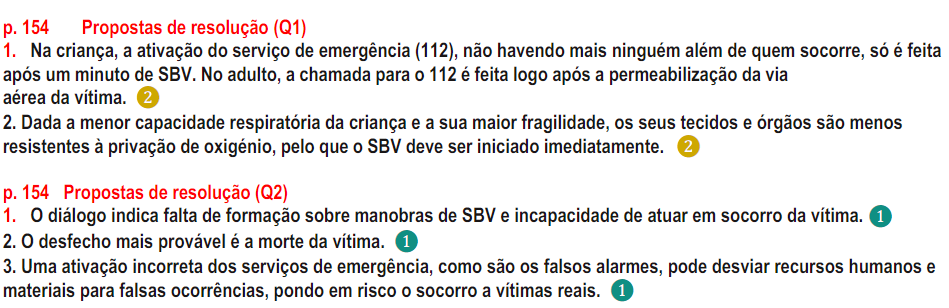 p. 154 Propostas de resolução (Q1)
1. Na criança, a ativação do serviço de emergência (112), não havendo mais ninguém além de quem socorre, só é feita
após um minuto de SBV. No adulto, a chamada para o 112 é feita logo após a permeabilização da via
aérea da vítima. 2
2. Dada a menor capacidade respiratória da criança e a sua maior fragilidade, os seus tecidos e órgãos são menos
resistentes à privação de oxigénio, pelo que o SBV deve ser iniciado imediatamente. 2
p. 154 Propostas de resolução (Q2)
1. O diálogo indica falta de formação sobre manobras de SBV e incapacidade de atuar em socorro da vítima. 1
2. O desfecho mais provável é a morte da vítima. 1
3. Uma ativação incorreta dos serviços de emergência, como são os falsos alarmes, pode desviar recursos humanos e
materiais para falsas ocorrências, pondo em risco o socorro a vítimas reais. 1